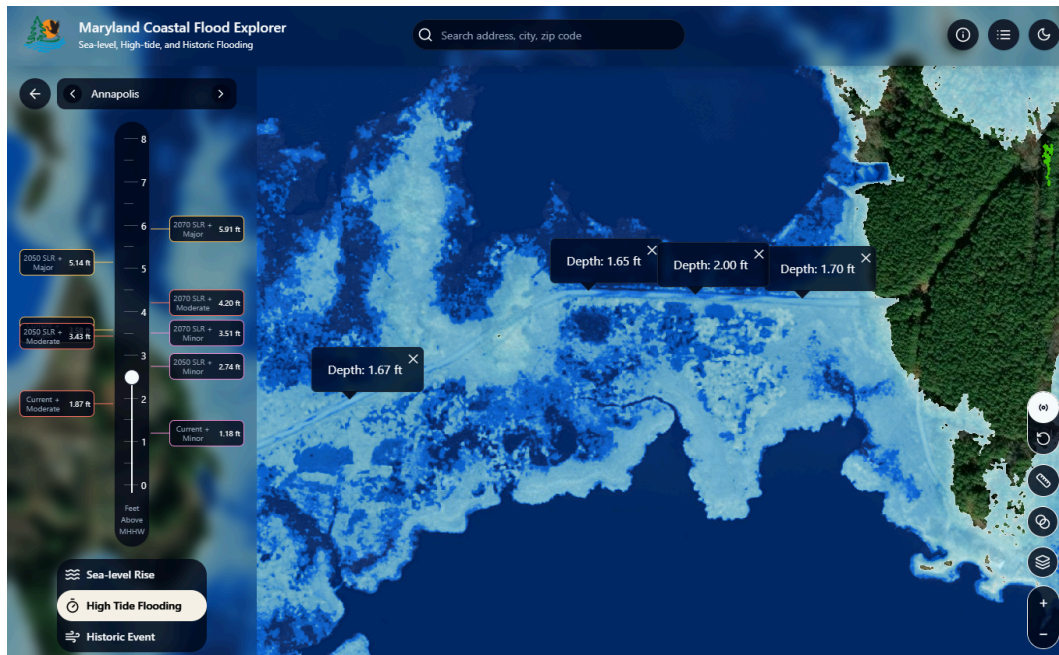 Maryland Coastal Flood Explorer
Sea-level, High-tide, and Historic Flooding
Search address, city, zip code
Annapolis
8
7
6
5
4
3
2
1
0
Feet
Above
MHHW
2050 SLR +
Major
5.14 ft
2050 SLR +
Moderate
3.43 ft
Current +
Moderate
1.87 ft
2070 SLR +
Major
5.91 ft
2070 SLR +
Moderate
4.20 ft
2070 SLR +
Minor
3.51 ft
2050 SLR +
Minor
2.74 ft
Current +
Minor
1.18 ft
Depth: 1.65 ft
Depth: 2.00 ft
Depth: 1.70 ft
Depth: 1.67 ft
Sea-level Rise
High Tide Flooding
Historic Event